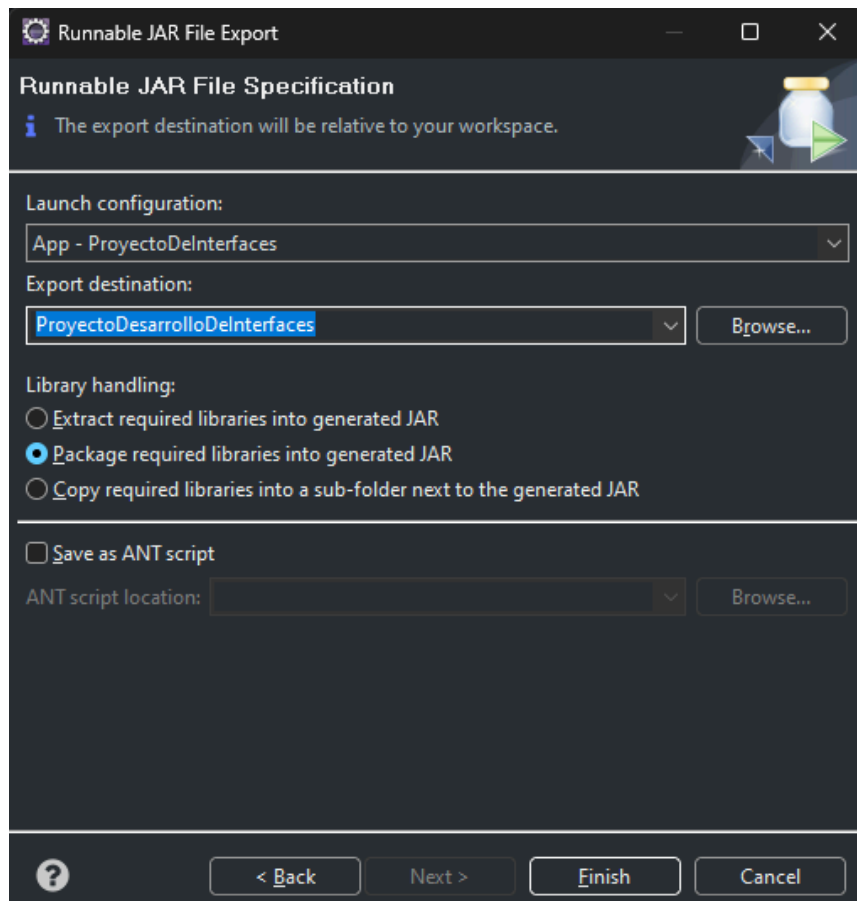 Runnable JAR File Export
Runnable JAR File Specification
The export destination will be relative to your workspace.
Launch configuration:
App - ProyectoDeInterfaces
Export destination:
ProyectoDesarrolloDeInterfaces
Browse...
Library handling:
Extract required libraries into generated JAR
Package required libraries into generated JAR
Copy required libraries into a sub-folder next to the generated JAR
Save as ANT script
ANT script location:
Browse...
< Back
Next >
Finish
Cancel